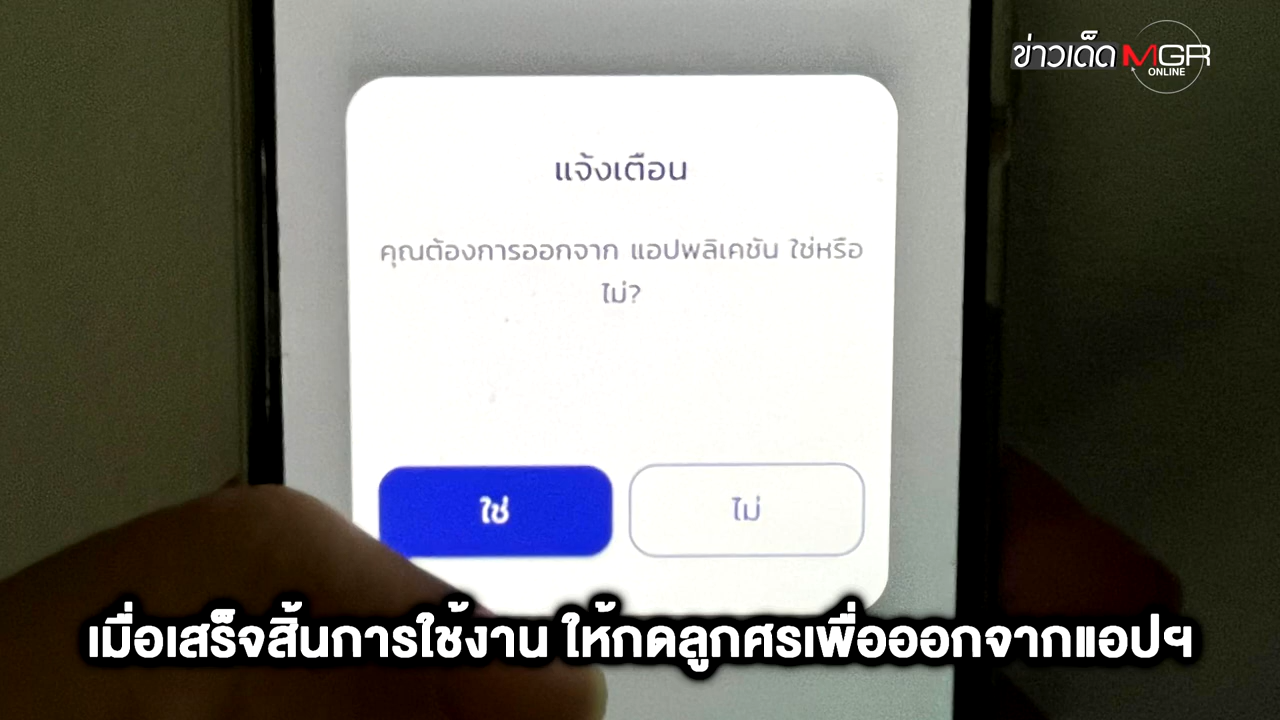 ข่าวเด็ด MGR
ONLINE
แจ้งเตือน
คุณต้องการออกจาก แอปพลิเคชัน ใช่หรือ
ไม่?
ใช่
ไม่
เมื่อเสร็จสิ้นการใช้งาน ให้กดลูกศรเพื่อออกจากแอปฯ